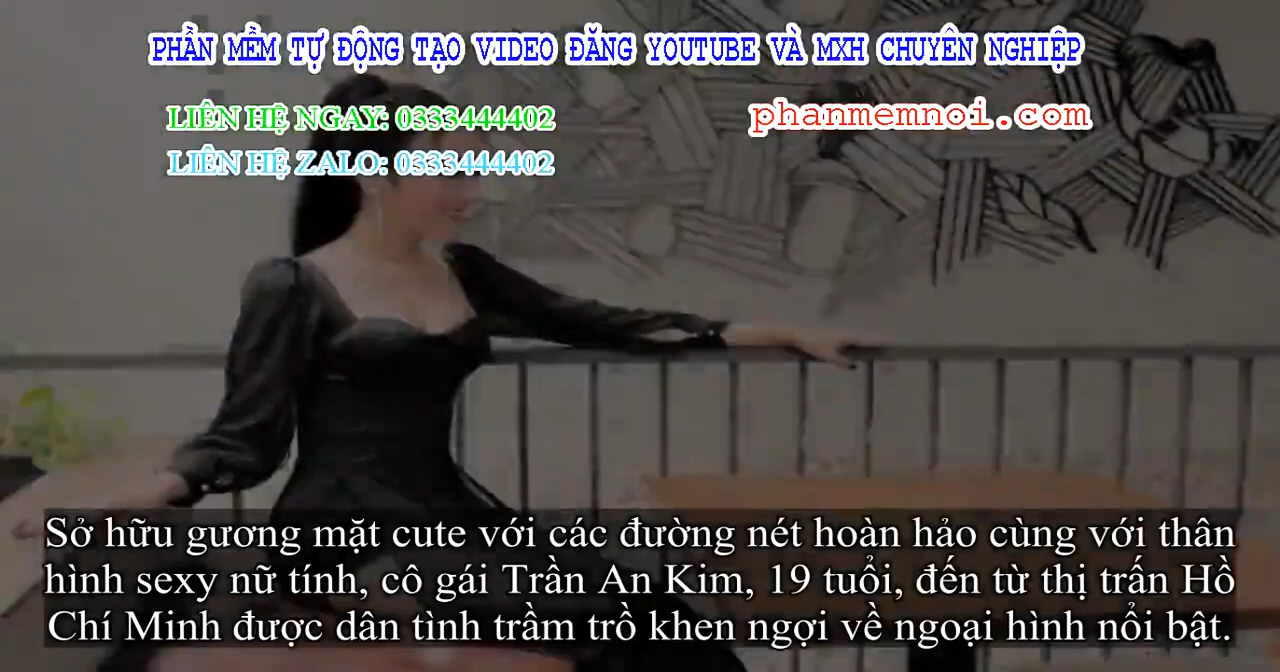 PHẦN MỀM TỰ ĐỘNG TẠO VIDEO ĐĂNG YOUTUBE VÀ MXH CHUYÊN NGHIỆP
LIÊN HỆ NGAY: 0333444402
phanmemnoi.com
LIÊN HỆ ZALO: 0333444402
Sở hữu gương mặt cute với các đường nét hoàn hảo cùng với thân
hình sexy nữ tính, cô gái Trần An Kim, 19 tuổi, đến từ thị trấn Hồ
Chí Minh được dân tình trầm trồ khen ngợi về ngoại hình nổi bật.